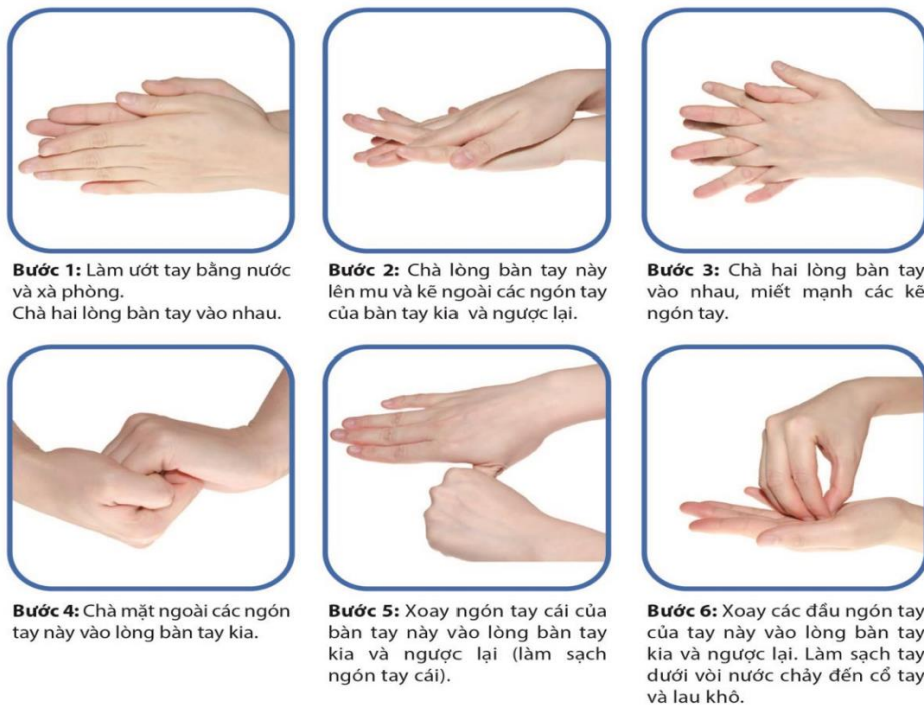 Bước 1: Làm ướt tay bằng nước
và xà phòng.
Chà hai lòng bàn tay vào nhau.
Bước 2: Chà lòng bàn tay này
lên mu và kẽ ngoài các ngón tay
của bàn tay kia và ngược lại.
Bước 3: Chà hai lòng bàn tay
vào nhau, miết mạnh các kẽ
ngón tay.
Bước 4: Chà mặt ngoài các ngón
tay này vào lòng bàn tay kia.
Bước 5: Xoay ngón tay cái của
bàn tay này vào lòng bàn tay
kia và ngược lại (làm sạch
ngón tay cái).
Bước 6: Xoay các đầu ngón tay
của tay này vào lòng bàn tay
kia và ngược lại. Làm sạch tay
dưới vòi nước chảy đến cổ tay
và lau khô.